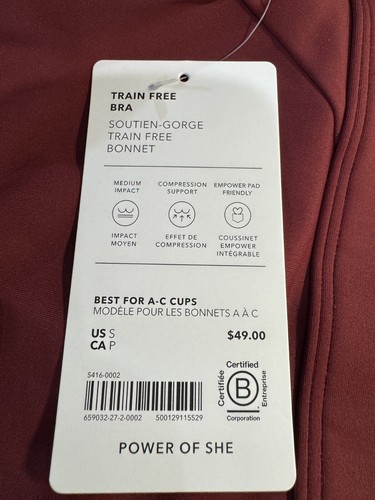 TRAIN FREE
BRA
SOUTIEN-GORGE
TRAIN FREE
BONNET
MEDIUM
IMPACT
COMPRESSION
SUPPORT
EMPOWER PAD
FRIENDLY
IMPACT
MOYEN
EFFET DE
COMPRESSION
COUSSINET
EMPOWER
INTÉGRABLE
BEST FOR A-C CUPS
MODÈLE POUR LES BONNETS A À C
US S
CA P
$49.00
S416-0002
659032-27-2-0002 500129115529
Certified
Certifiée
B
Entreprise
Corporation
POWER OF SHE